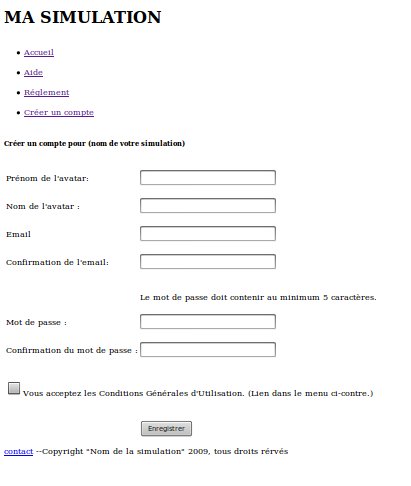 MA SIMULATION
Accueil
Aide
Réglement
Créer un compte
Créer un compte pour (nom de votre simulation)
Prénom de l'avatar:
Nom de l'avatar :
Email
Confirmation de l'email:
Le mot de passe doit contenir au minimum 5 caractères.
Mot de passe :
Confirmation du mot de passe :
Vous acceptez les Conditions Générales d'Utilisation. (Lien dans le menu ci-contre.)
Enregistrer
contact --Copyright "Nom de la simulation" 2009, tous droits rérvés